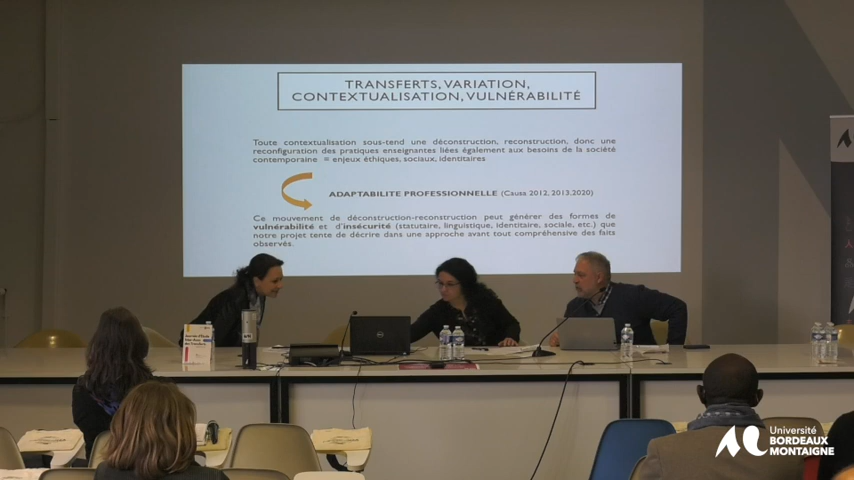 TRANSFERTS, VARIATION,
CONTEXTUALISATION, VULNÉRABILITÉ
Toute contextualisation sous-tend une déconstruction, reconstruction, donc une
reconfiguration des pratiques enseignantes liées également aux besoins de la société
contemporaine = enjeux éthiques, sociaux, identitaires
ADAPTABILITE PROFESSIONNELLE (Causa 2012, 2013,2020)
Ce mouvement de déconstruction-reconstruction peut générer des formes de
vulnérabilité et d'insécurité (statutaire, linguistique, identitaire, sociale, etc.) que
notre projet tente de décrire dans une approche avant tout compréhensive des faits
observés.
DELL
Université
BORDEAUX
MONTAIGNE